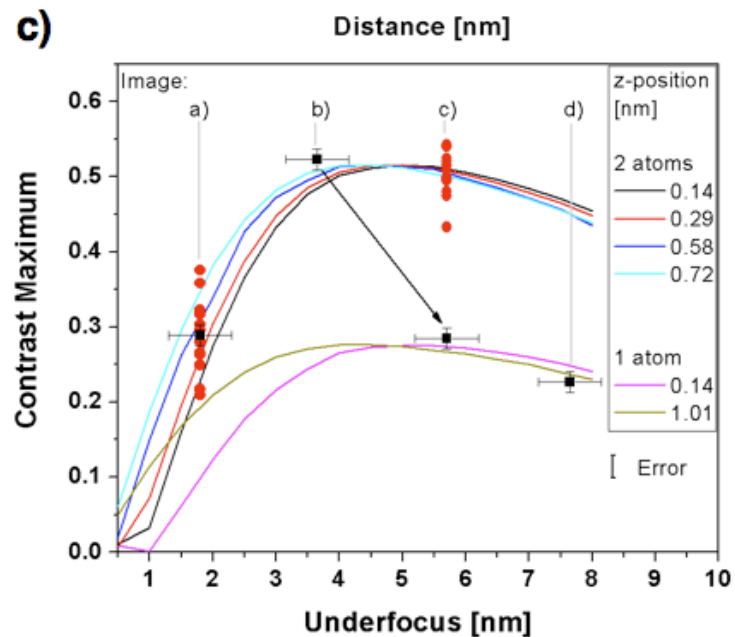 c)
Distance [nm]
Image:
a)
b)
c)
d)
z-position
[nm]
2 atoms
0.14
0.29
0.58
0.72
1 atom
0.14
1.01
Error
Contrast Maximum
0.6
0.5
0.4
0.3
0.2
0.1
0.0
1 2 3 4 5 6 7 8 9 10
Underfocus [nm]